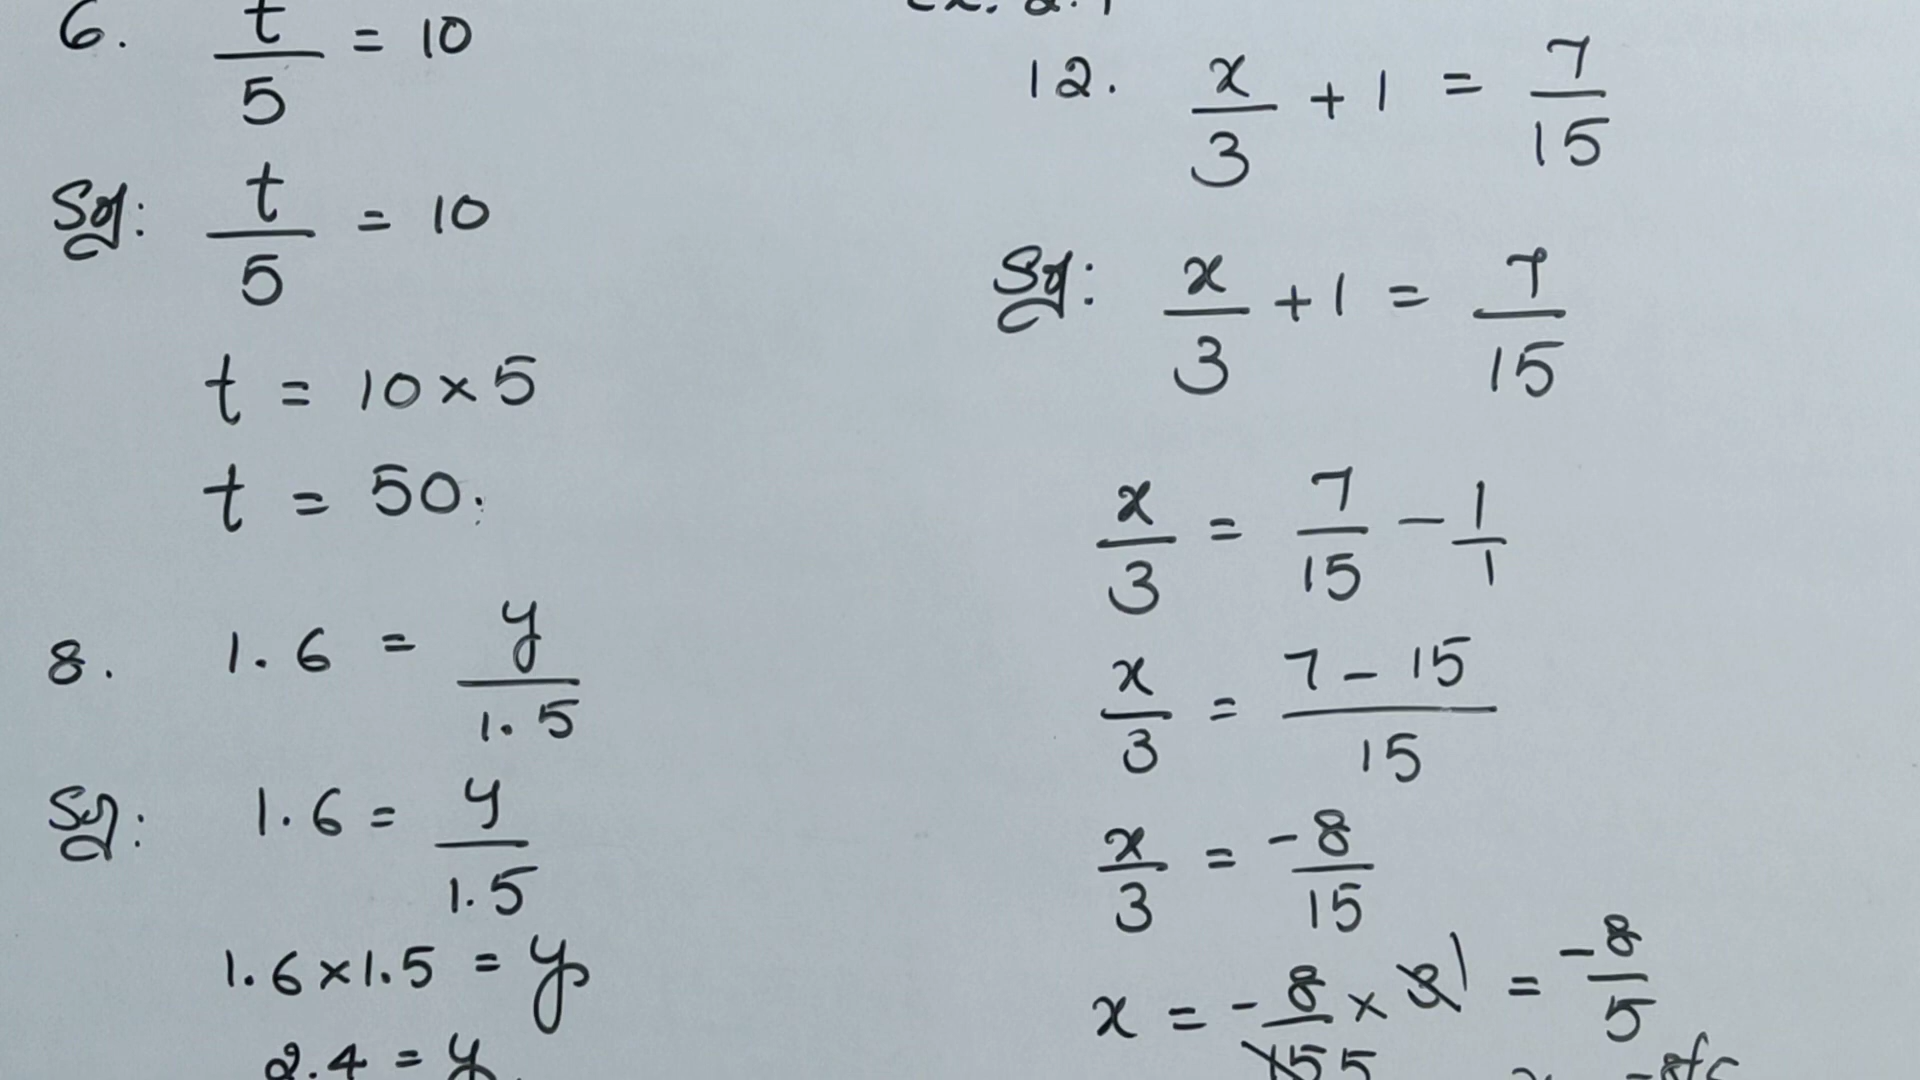 6. t/5 = 10
Sol: t/5 = 10
t = 10 × 5
t = 50.
8. 1.6 = y/1.5
Sol: 1.6 = y/1.5
1.6 × 1.5 = y
2.4 = y
12. x/3 + 1 = 7/15
Sol: x/3 + 1 = 7/15
x/3 = 7/15 - 1/1
x/3 = (7 - 15)/15
x/3 = -8/15
x = -8/15 5 × 3 1 = -8/5